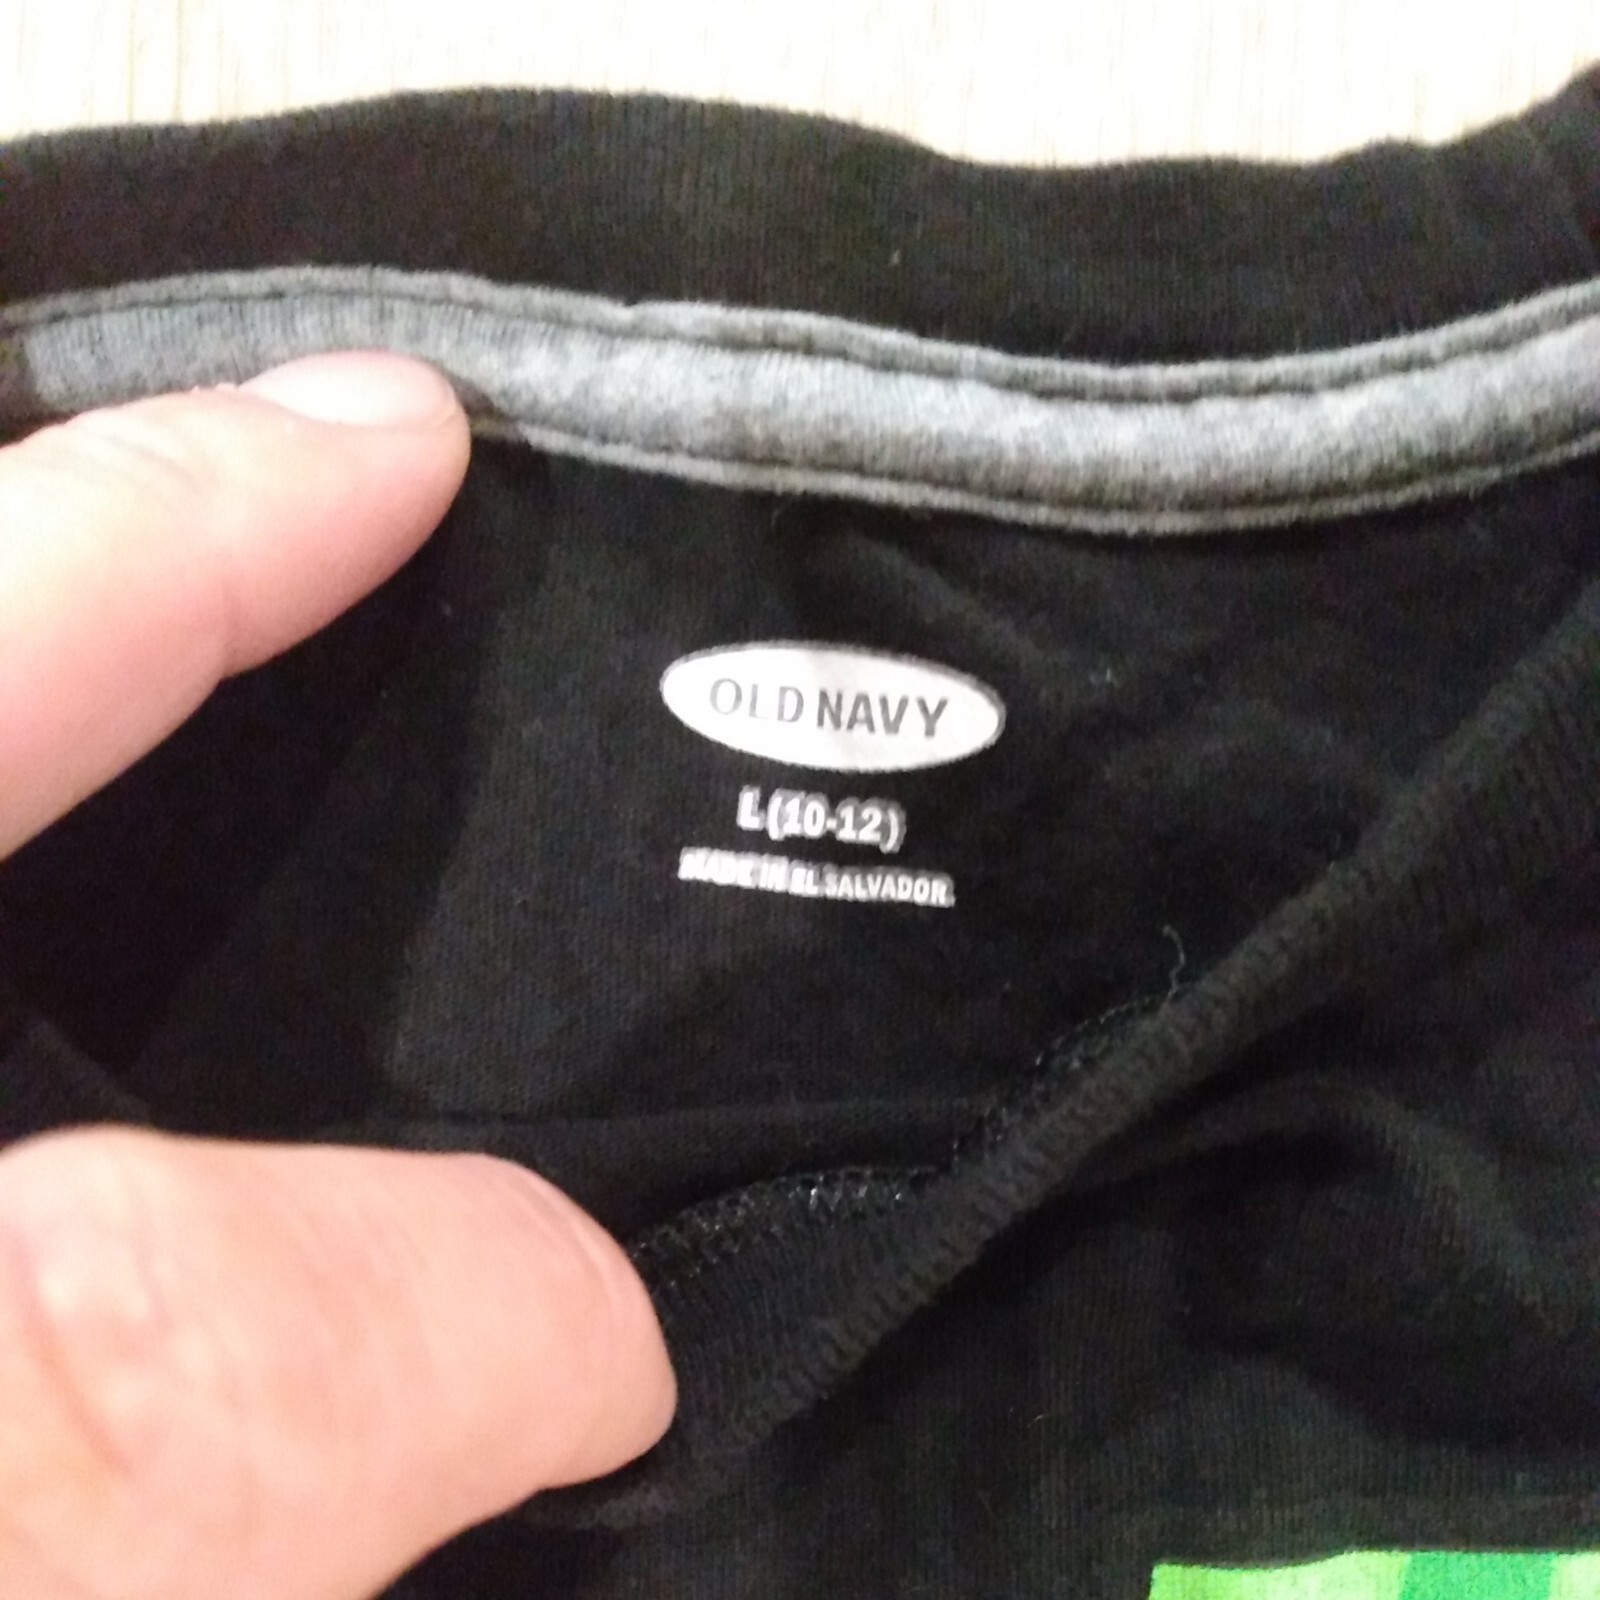 OLD NAVY
L (10-12)
MADE IN EL SALVADOR